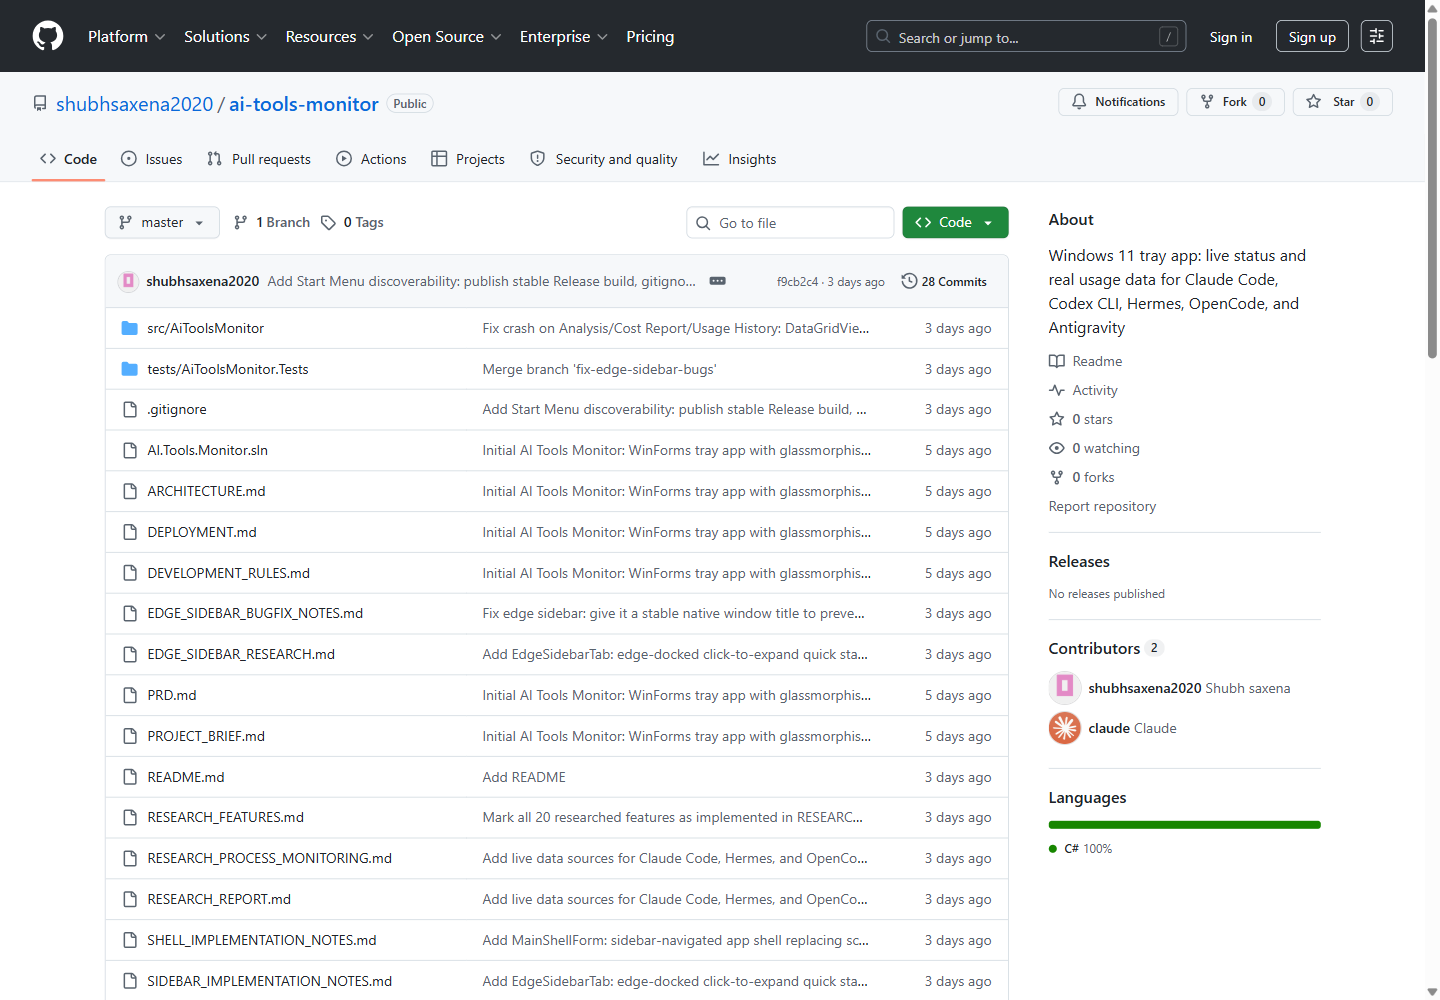 Platform Solutions Resources Open Source Enterprise Pricing Search or jump to... / Sign in Sign up
shubhsaxena2020 / ai-tools-monitor Public Notifications Fork 0 Star 0
Code Issues Pull requests Actions Projects Security and quality Insights
master 1 Branch 0 Tags Go to file Code
shubhsaxena2020 Add Start Menu discoverability: publish stable Release build, gitigno... f9cb2c4 · 3 days ago 28 Commits
src/AiToolsMonitor Fix crash on Analysis/Cost Report/Usage History: DataGridVie... 3 days ago
tests/AiToolsMonitor.Tests Merge branch 'fix-edge-sidebar-bugs' 3 days ago
.gitignore Add Start Menu discoverability: publish stable Release build, ... 3 days ago
AI.Tools.Monitor.sln Initial AI Tools Monitor: WinForms tray app with glassmorphis... 5 days ago
ARCHITECTURE.md Initial AI Tools Monitor: WinForms tray app with glassmorphis... 5 days ago
DEPLOYMENT.md Initial AI Tools Monitor: WinForms tray app with glassmorphis... 5 days ago
DEVELOPMENT_RULES.md Initial AI Tools Monitor: WinForms tray app with glassmorphis... 5 days ago
EDGE_SIDEBAR_BUGFIX_NOTES.md Fix edge sidebar: give it a stable native window title to preve... 3 days ago
EDGE_SIDEBAR_RESEARCH.md Add EdgeSidebarTab: edge-docked click-to-expand quick sta... 3 days ago
PRD.md Initial AI Tools Monitor: WinForms tray app with glassmorphis... 5 days ago
PROJECT_BRIEF.md Initial AI Tools Monitor: WinForms tray app with glassmorphis... 5 days ago
README.md Add README 3 days ago
RESEARCH_FEATURES.md Mark all 20 researched features as implemented in RESEARC... 3 days ago
RESEARCH_PROCESS_MONITORING.md Add live data sources for Claude Code, Hermes, and OpenCo... 3 days ago
RESEARCH_REPORT.md Add live data sources for Claude Code, Hermes, and OpenCo... 3 days ago
SHELL_IMPLEMENTATION_NOTES.md Add MainShellForm: sidebar-navigated app shell replacing sc... 3 days ago
SIDEBAR_IMPLEMENTATION_NOTES.md Add EdgeSidebarTab: edge-docked click-to-expand quick sta... 3 days ago
About
Windows 11 tray app: live status and
real usage data for Claude Code,
Codex CLI, Hermes, OpenCode, and
Antigravity
Readme
Activity
0 stars
0 watching
0 forks
Report repository
Releases
No releases published
Contributors 2
shubhsaxena2020 Shubh saxena
claude Claude
Languages
C# 100%